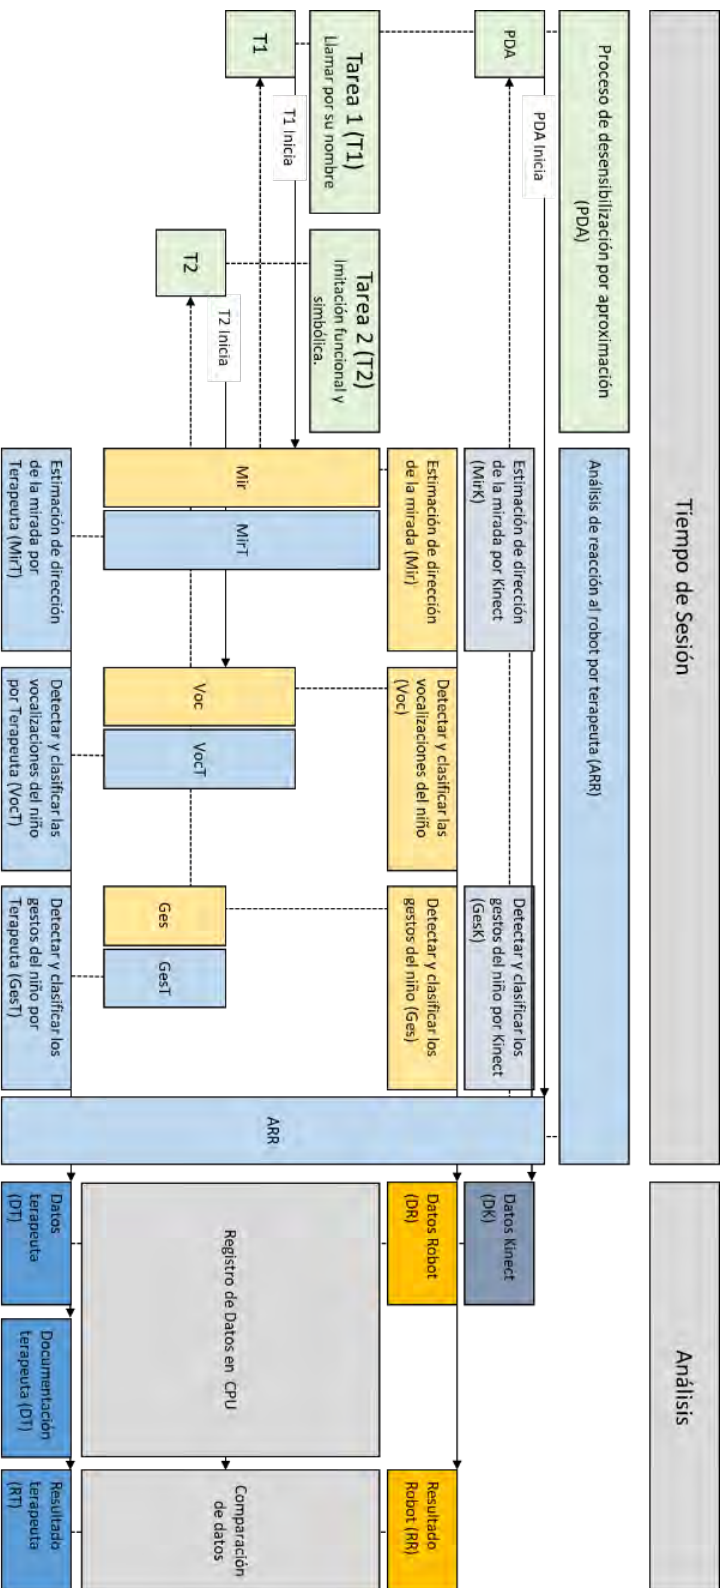 Tiempo de Sesión
Análisis
Proceso de desensibilización por aproximación
(PDA)
Análisis de reacción al robot por terapeuta (ARR)
PDA
PDA Inicia
Estimación de dirección
de la mirada por Kinect
(MirK)
Detectar y clasificar los
gestos del niño por Kinect
(GesK)
Datos Kinect
(DK)
Estimación de dirección
de la mirada (Mir)
Detectar y clasificar las
vocalizaciones del niño
(Voc)
Detectar y clasificar los
gestos del niño (Ges)
Datos Robot
(DR)
Resultado
Robot (RR)
Tarea 1 (T1)
Llamar por su nombre
Tarea 2 (T2)
Imitación funcional y
simbólica.
T1
T1 Inicia
T2
T2 Inicia
Mir
MirT
Voc
VocT
Ges
GesT
ARR
Registro de Datos en CPU
Comparación
de datos
Estimación de dirección
de la mirada por
Terapeuta (MirT)
Detectar y clasificar las
vocalizaciones del niño
por Terapeuta (VocT)
Detectar y clasificar los
gestos del niño por
Terapeuta (GesT)
Datos
terapeuta
(DT)
Documentación
terapeuta (DT)
Resultado
terapeuta
(RT)